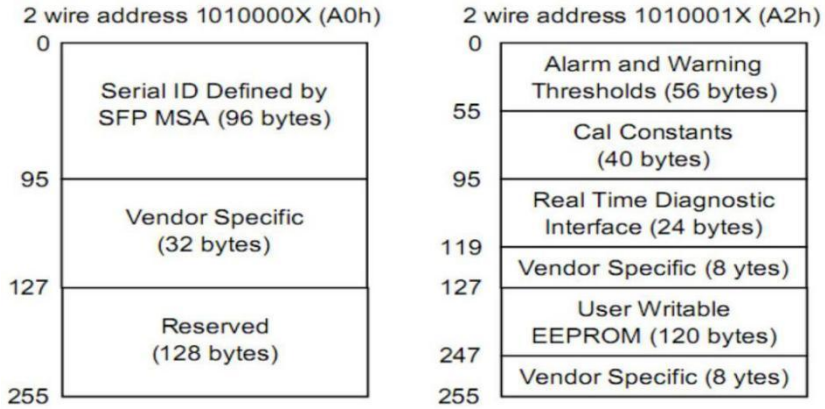 2 wire address 1010000X (A0h)
0
Serial ID Defined by
SFP MSA (96 bytes)
95
Vendor Specific
(32 bytes)
127
Reserved
(128 bytes)
255
2 wire address 1010001X (A2h)
0
Alarm and Warning
Thresholds (56 bytes)
55
Cal Constants
(40 bytes)
95
Real Time Diagnostic
Interface (24 bytes)
119
Vendor Specific (8 ytes)
127
User Writable
EEPROM (120 bytes)
247
Vendor Specific (8 ytes)
255